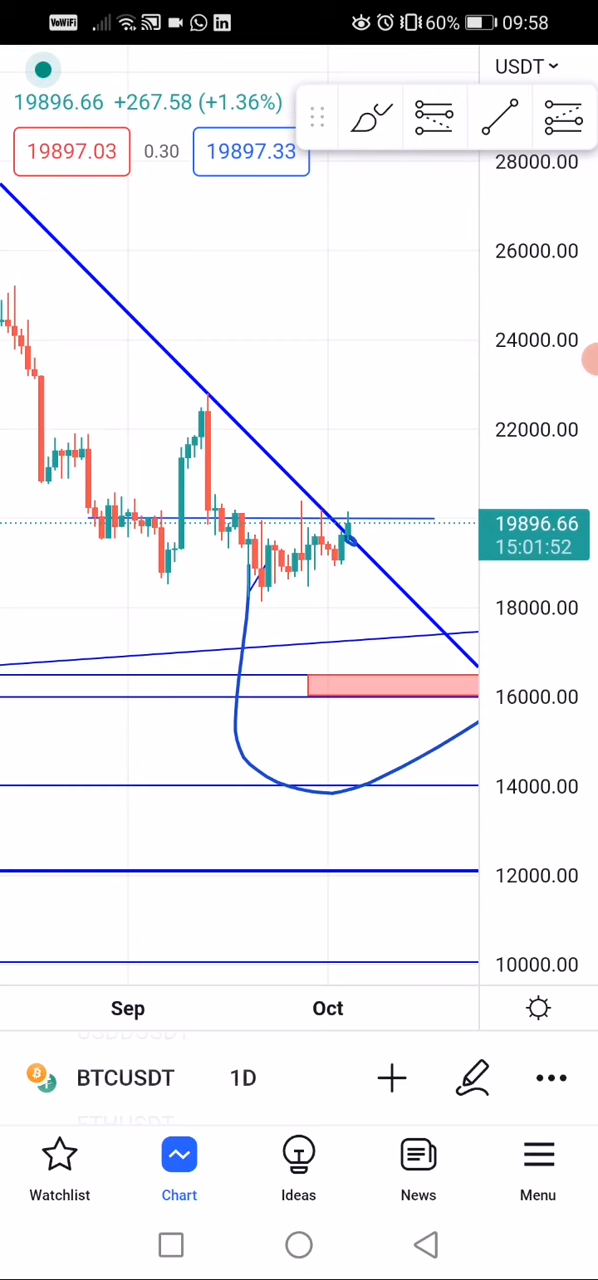 VoWiFi 60% 09:58
USDT
19896.66 +267.58 (+1.36%)
19897.03 0.30 19897.33
28000.00
26000.00
24000.00
22000.00
19896.66
15:01:52
18000.00
16000.00
14000.00
12000.00
10000.00
Sep Oct
BTCUSDT 1D
ETHUSDT
Watchlist Chart Ideas News Menu